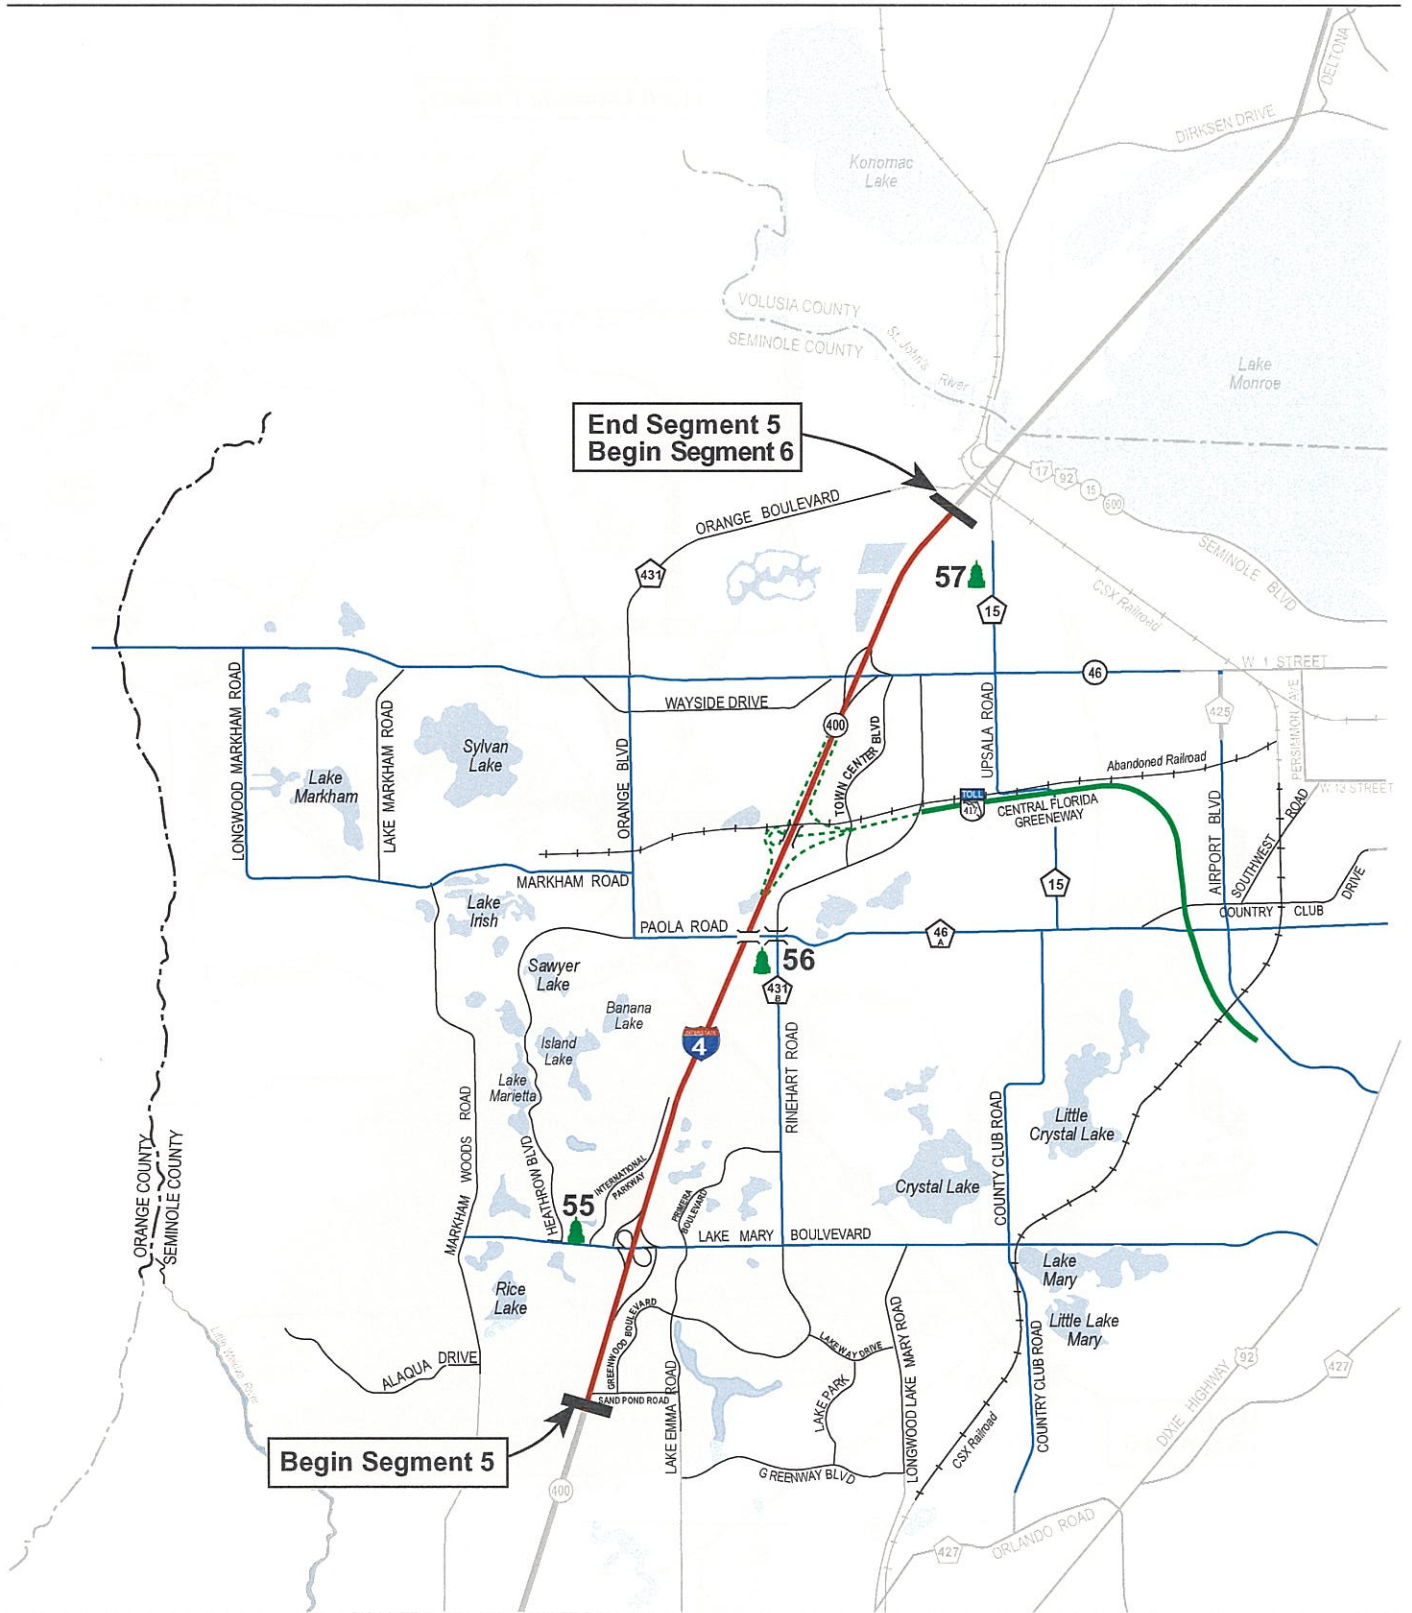 DELTONA
DIRKSEN DRIVE
Konomac
Lake
VOLUSIA COUNTY
SEMINOLE COUNTY
St. John's River
Lake
Monroe
End Segment 5
Begin Segment 6
17
92
15
600
ORANGE BOULEVARD
SEMINOLE BLVD
431
57
CSX Railroad
15
W 1 STREET
46
LONGWOOD MARKHAM ROAD
LAKE MARKHAM ROAD
WAYSIDE DRIVE
UPSALA ROAD
425
PERSIMMON AVE
400
TOWN CENTER BLVD
Sylvan
Lake
ORANGE BLVD
Abandoned Railroad
Lake
Markham
TOLL
417
CENTRAL FLORIDA
GREENEWAY
W 13 STREET
AIRPORT BLVD
SOUTHWEST ROAD
MARKHAM ROAD
15
Lake
Irish
COUNTRY CLUB DRIVE
PAOLA ROAD
46
A
56
Sawyer
Lake
431
B
Banana
Lake
Island
Lake
4
RINEHART ROAD
Lake
Marietta
MARKHAM WOODS ROAD
HEATHROW BLVD
COUNTY CLUB ROAD
Little
Crystal Lake
ORANGE COUNTY
SEMINOLE COUNTY
INTERNATIONAL
PARKWAY
PRIMERA
BOULEVARD
Crystal Lake
55
LAKE MARY BOULVEVARD
Lake
Mary
Rice
Lake
Little Lake
Mary
GREENWOOD BOULEVARD
LAKEWAY DRIVE
LONGWOOD LAKE MARY ROAD
COUNTRY CLUB ROAD
ALAQUA DRIVE
SAND POND ROAD
LAKE EMMA ROAD
LAKE PARK
92
427
DIXIE HIGHWAY
CSX Railroad
Begin Segment 5
GREENWAY BLVD
400
427
ORLANDO ROAD